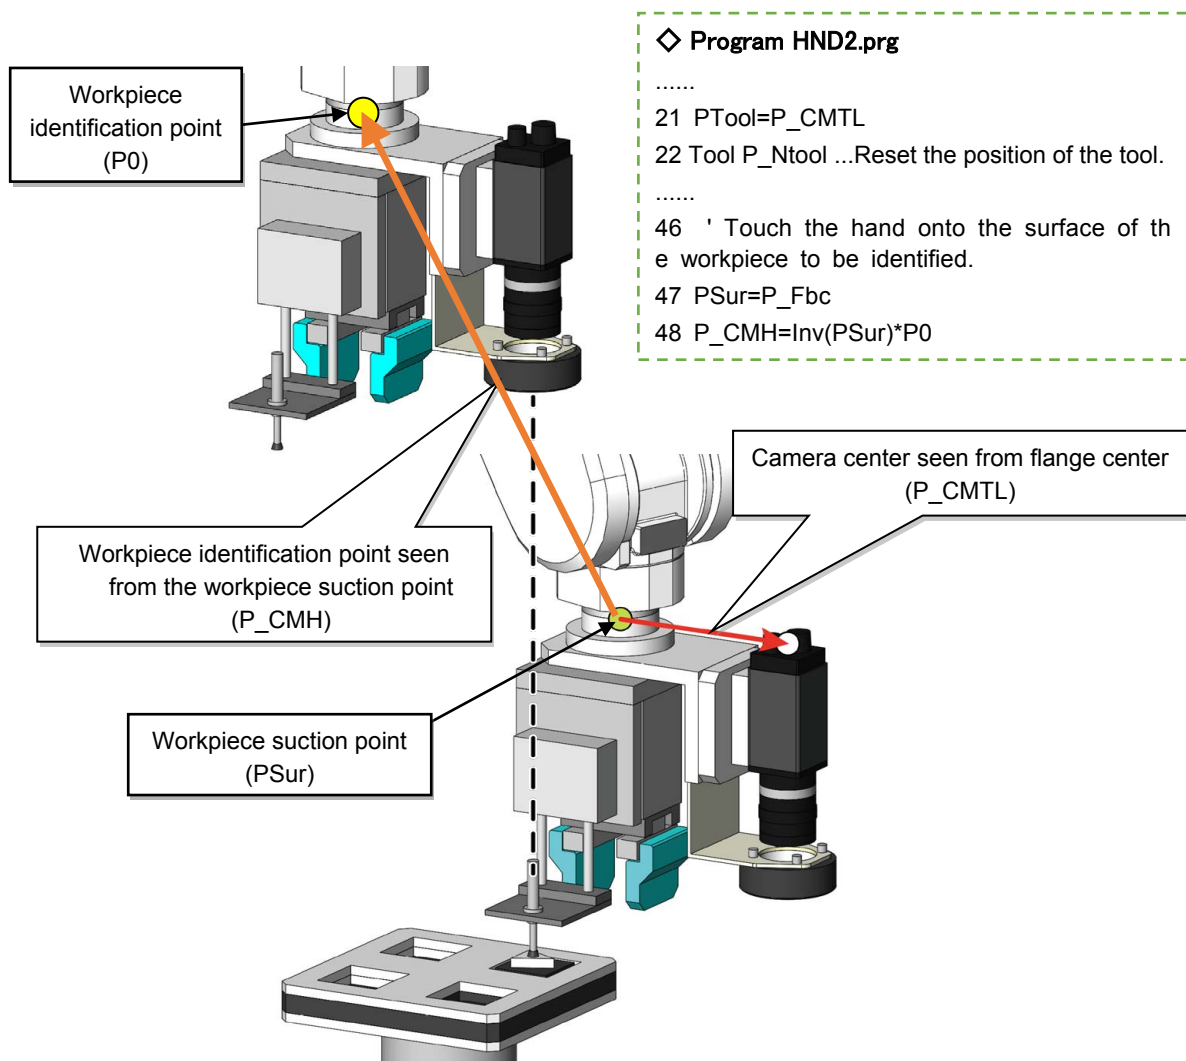 ◇ Program HND2.prg
......
21 PTool=P_CMTL
22 Tool P_Ntool ...Reset the position of the tool.
......
46 ' Touch the hand onto the surface of th
e workpiece to be identified.
47 PSur=P_Fbc
48 P_CMH=Inv(PSur)*P0
Workpiece
identification point
(P0)
Camera center seen from flange center
(P_CMTL)
Workpiece identification point seen
from the workpiece suction point
(P_CMH)
Workpiece suction point
(PSur)